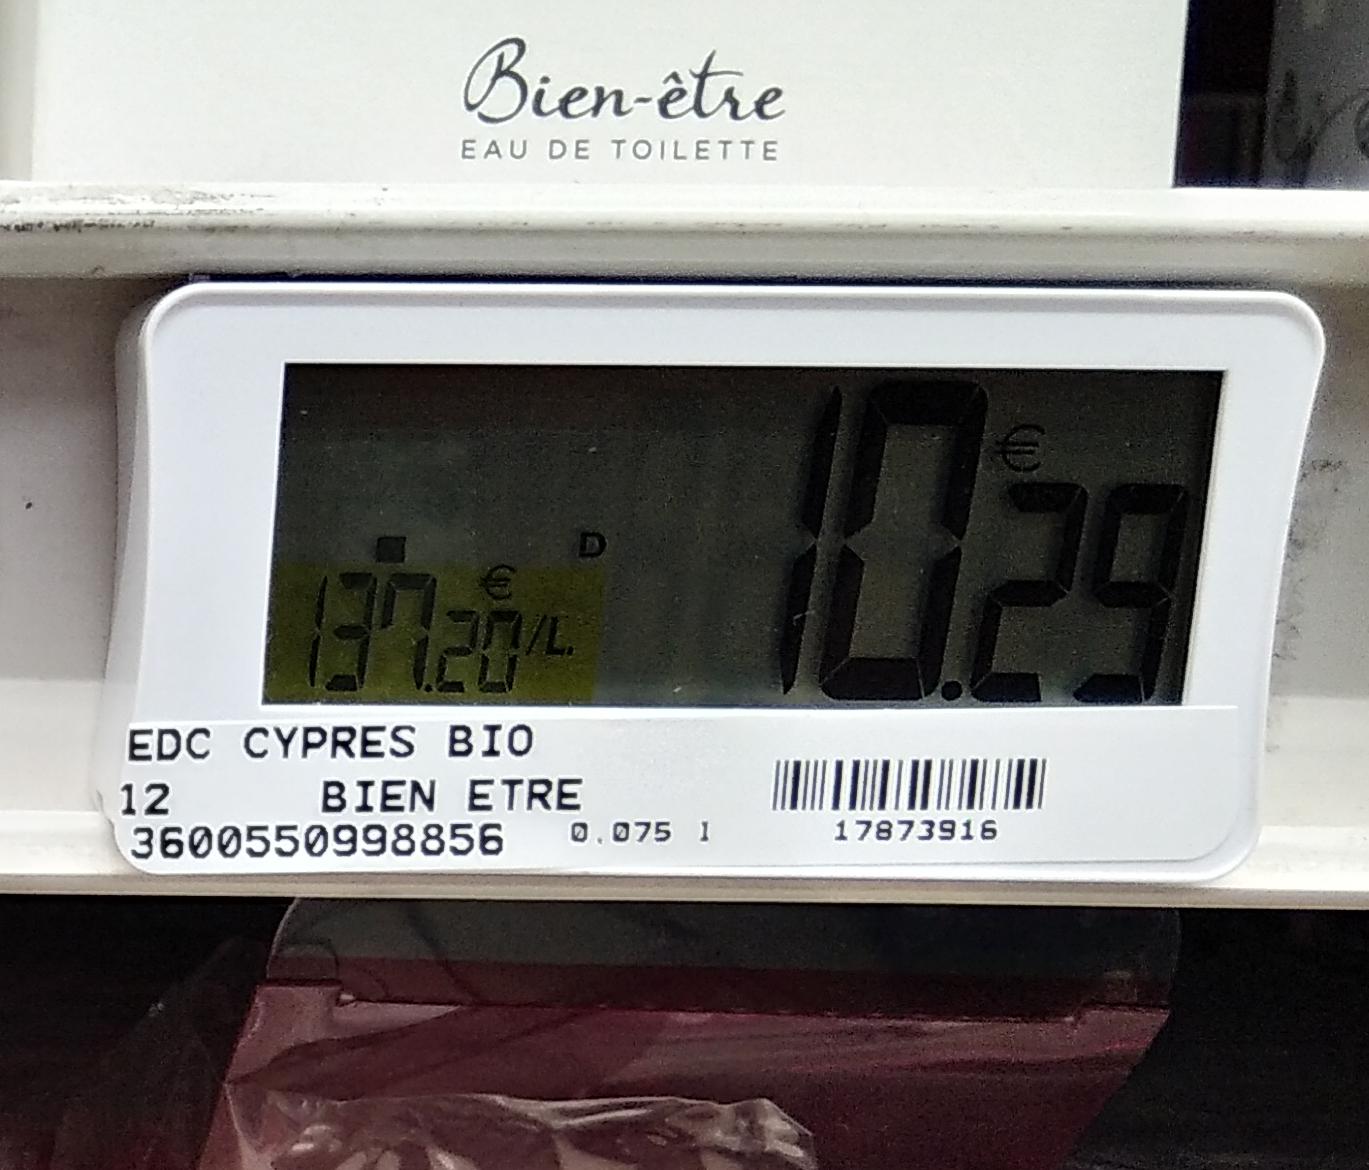 Bien-être
EAU DE TOILETTE
10.29 €
D
137.20 €/L.
EDC CYPRES BIO
12 BIEN ETRE
3600550998856 0.075 l
17873916